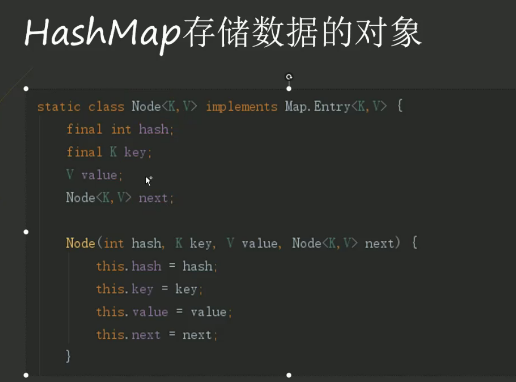 HashMap存储数据的对象
static class Node<K,V> implements Map.Entry<K,V> {
final int hash;
final K key;
V value;
Node<K,V> next;
Node(int hash, K key, V value, Node<K,V> next) {
this.hash = hash;
this.key = key;
this.value = value;
this.next = next;
}